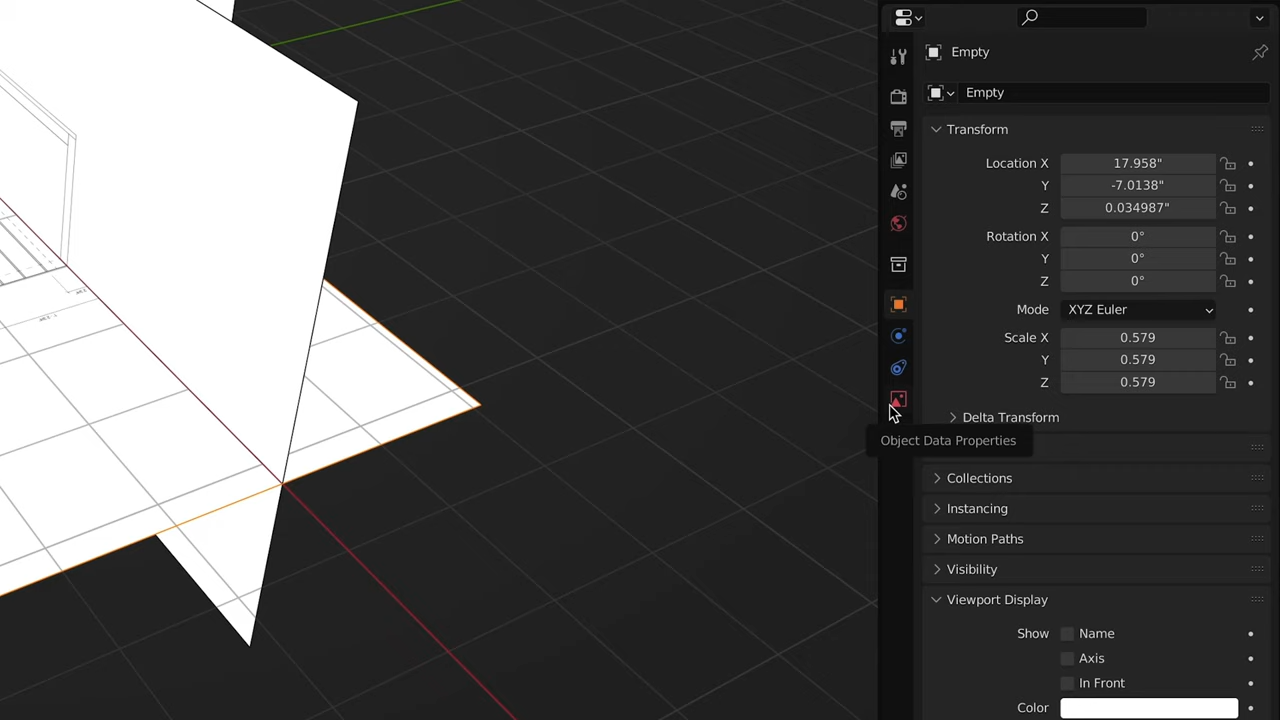 Empty
Empty
Transform
Location X 17.958"
Y -7.0138"
Z 0.034987"
Rotation X 0°
Y 0°
Z 0°
Mode XYZ Euler
Scale X 0.579
Y 0.579
Z 0.579
Delta Transform
Object Data Properties
Collections
Instancing
Motion Paths
Visibility
Viewport Display
Show Name
Axis
In Front
Color